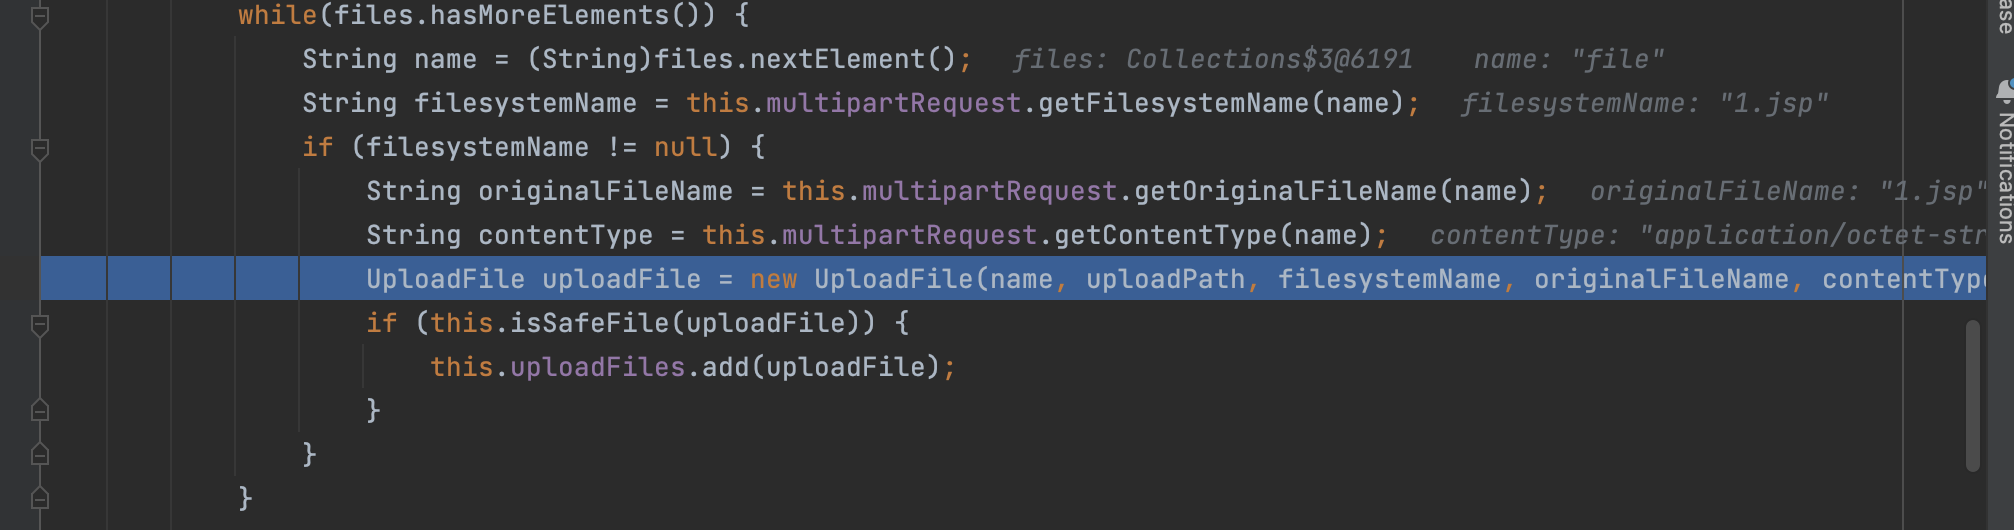 while(files.hasMoreElements()) {
String name = (String)files.nextElement(); files: Collections$3@6191 name: "file"
String filesystemName = this.multipartRequest.getFilesystemName(name); filesystemName: "1.jsp"
if (filesystemName != null) {
String originalFileName = this.multipartRequest.getOriginalFileName(name); originalFileName: "1.jsp"
String contentType = this.multipartRequest.getContentType(name); contentType: "application/octet-str
UploadFile uploadFile = new UploadFile(name, uploadPath, filesystemName, originalFileName, contentType
if (this.isSafeFile(uploadFile)) {
this.uploadFiles.add(uploadFile);
}
}
}
ase
Notifications